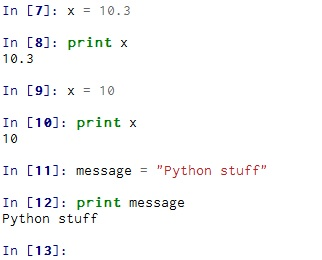 In [7]: x = 10.3
In [8]: print x
10.3
In [9]: x = 10
In [10]: print x
10
In [11]: message = "Python stuff"
In [12]: print message
Python stuff
In [13]: